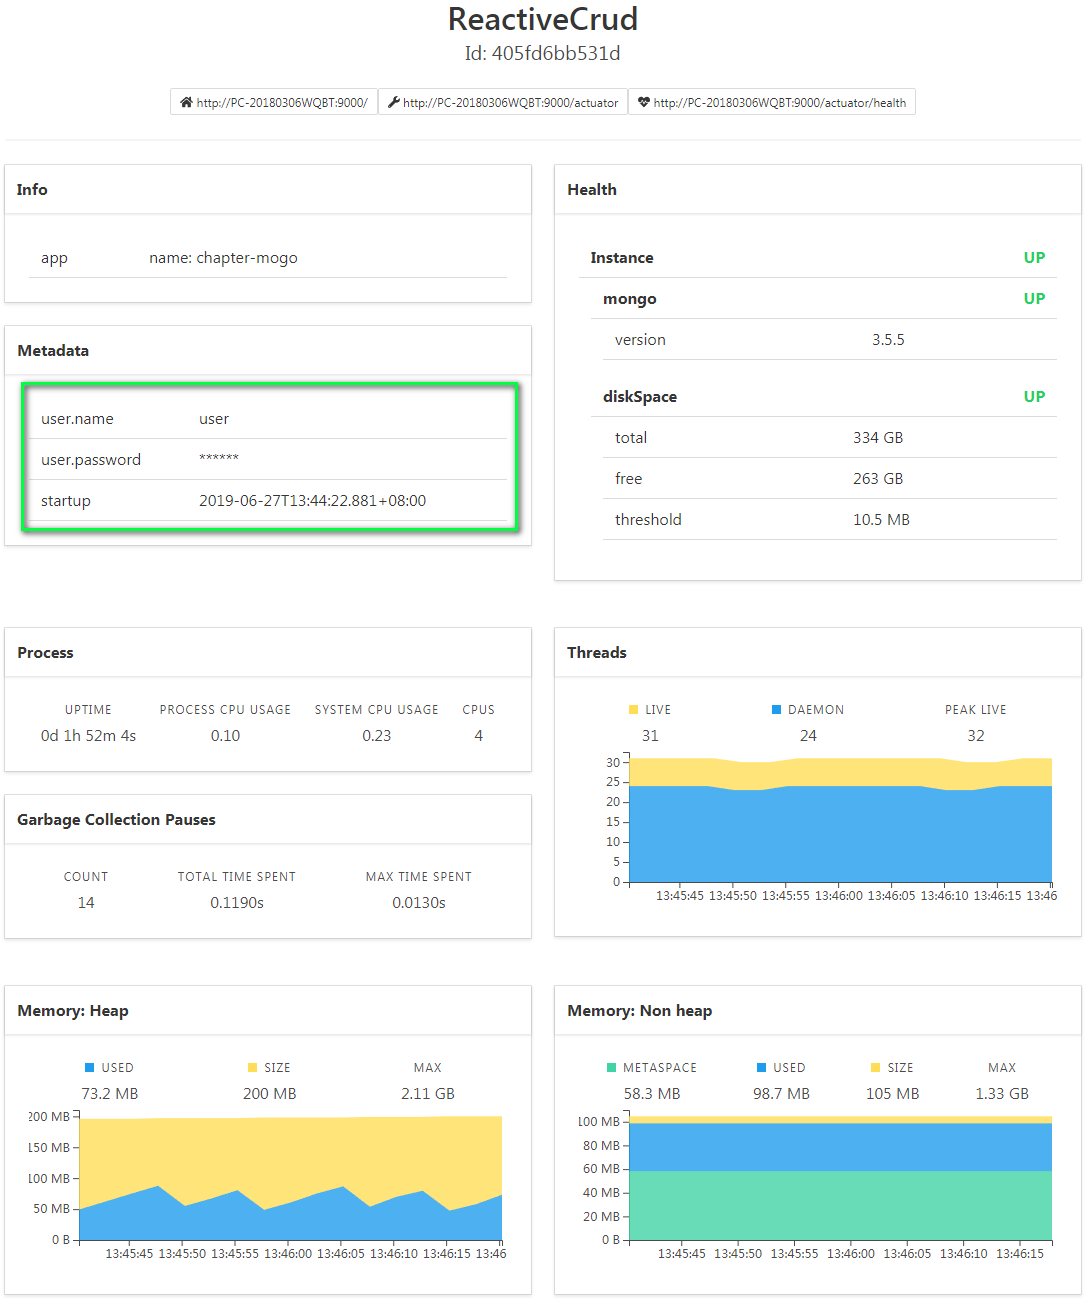 ReactiveCrud
Id: 405fd6bb531d
http://PC-20180306WQBT:9000/ http://PC-20180306WQBT:9000/actuator http://PC-20180306WQBT:9000/actuator/health
Info
app name: chapter-mogo
Metadata
user.name user
user.password ******
startup 2019-06-27T13:44:22.881+08:00
Health
Instance UP
mongo UP
version 3.5.5
diskSpace UP
total 334 GB
free 263 GB
threshold 10.5 MB
Process
UPTIME PROCESS CPU USAGE SYSTEM CPU USAGE CPUS
0d 1h 52m 4s 0.10 0.23 4
Garbage Collection Pauses
COUNT TOTAL TIME SPENT MAX TIME SPENT
14 0.1190s 0.0130s
Threads
LIVE DAEMON PEAK LIVE
31 24 32
30
25
20
15
10
5
0
13:45:45 13:45:50 13:45:55 13:46:00 13:46:05 13:46:10 13:46:15 13:46
Memory: Heap
USED SIZE MAX
73.2 MB 200 MB 2.11 GB
200 MB
150 MB
100 MB
50 MB
0 B
13:45:45 13:45:50 13:45:55 13:46:00 13:46:05 13:46:10 13:46:15 13:46
Memory: Non heap
METASPACE USED SIZE MAX
58.3 MB 98.7 MB 105 MB 1.33 GB
100 MB
80 MB
60 MB
40 MB
20 MB
0 B
13:45:45 13:45:50 13:45:55 13:46:00 13:46:05 13:46:10 13:46:15